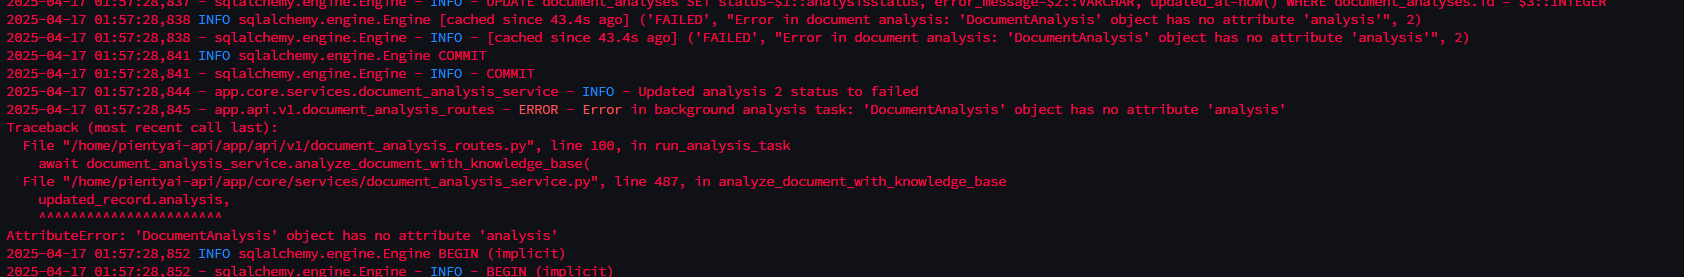 2025-04-17 01:57:28,837 - sqlalchemy.engine.Engine - INFO - UPDATE document_analyses SET status=$1::analysisstatus, error_message=$2::VARCHAR, updated_at=now() WHERE document_analyses.id = $3::INTEGER
2025-04-17 01:57:28,838 INFO sqlalchemy.engine.Engine [cached since 43.4s ago] ('FAILED', "Error in document analysis: 'DocumentAnalysis' object has no attribute 'analysis'", 2)
2025-04-17 01:57:28,838 - sqlalchemy.engine.Engine - INFO - [cached since 43.4s ago] ('FAILED', "Error in document analysis: 'DocumentAnalysis' object has no attribute 'analysis'", 2)
2025-04-17 01:57:28,841 INFO sqlalchemy.engine.Engine COMMIT
2025-04-17 01:57:28,841 - sqlalchemy.engine.Engine - INFO - COMMIT
2025-04-17 01:57:28,844 - app.core.services.document_analysis_service - INFO - Updated analysis 2 status to failed
2025-04-17 01:57:28,845 - app.api.v1.document_analysis_routes - ERROR - Error in background analysis task: 'DocumentAnalysis' object has no attribute 'analysis'
Traceback (most recent call last):
  File "/home/pientyai-api/app/api/v1/document_analysis_routes.py", line 100, in run_analysis_task
    await document_analysis_service.analyze_document_with_knowledge_base(
  File "/home/pientyai-api/app/core/services/document_analysis_service.py", line 487, in analyze_document_with_knowledge_base
    updated_record.analysis,
    ^^^^^^^^^^^^^^^^^^^^^^^
AttributeError: 'DocumentAnalysis' object has no attribute 'analysis'
2025-04-17 01:57:28,852 INFO sqlalchemy.engine.Engine BEGIN (implicit)
2025-04-17 01:57:28,852 - sqlalchemy.engine.Engine - INFO - BEGIN (implicit)